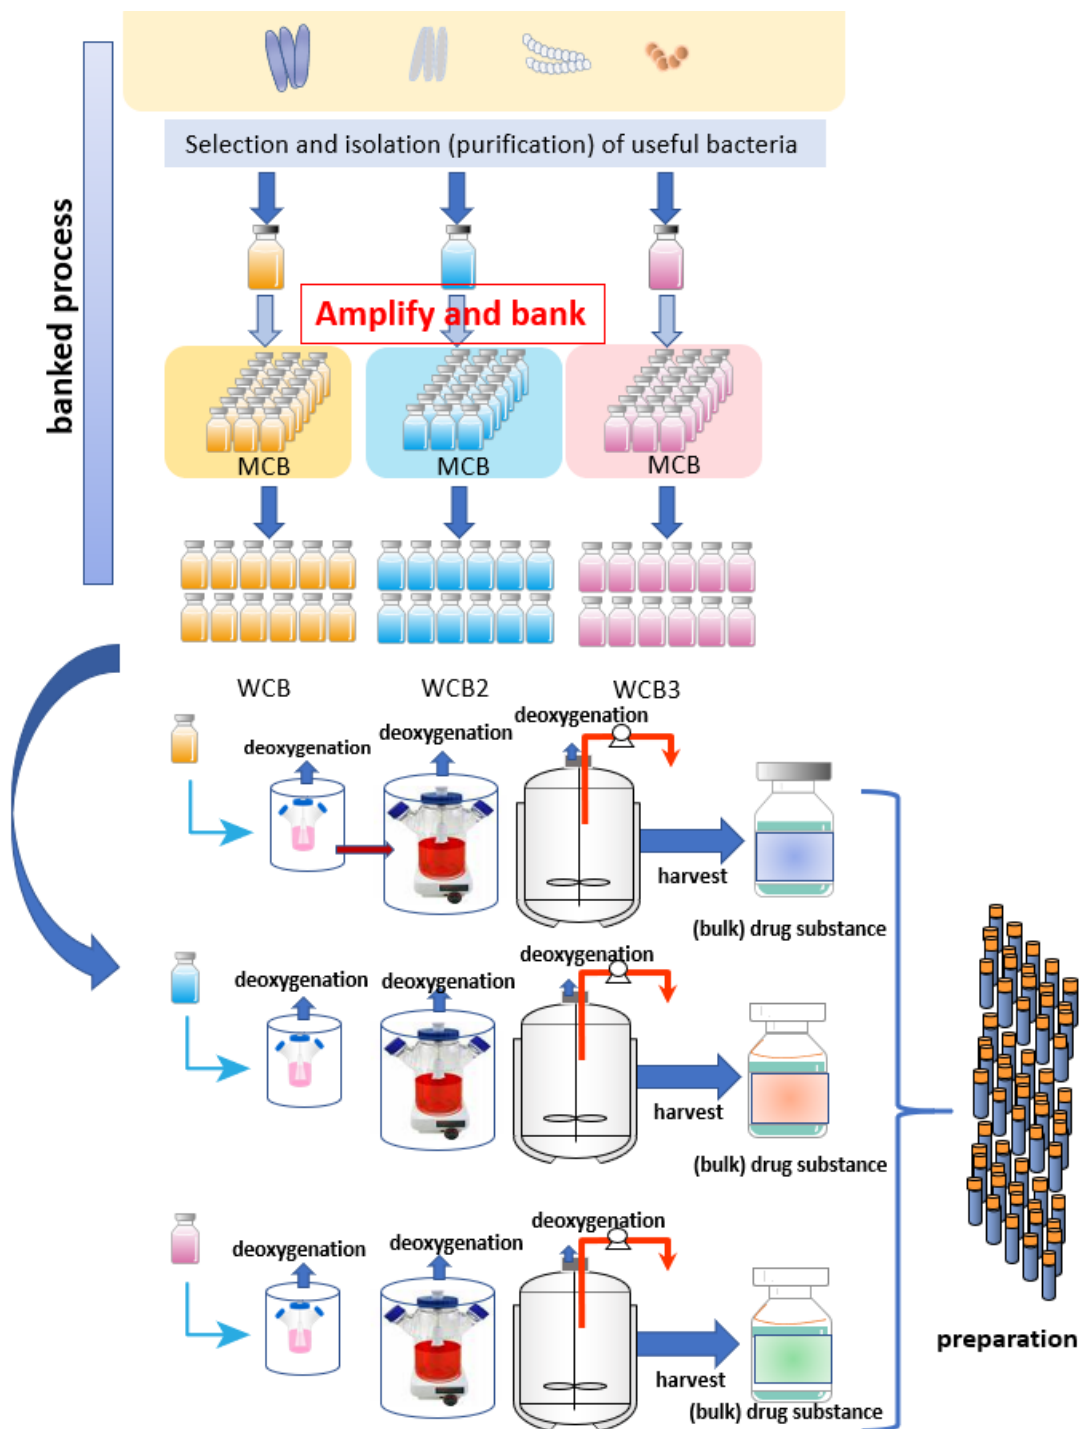 Selection and isolation (purification) of useful bacteria
banked process
Amplify and bank
MCB
MCB
MCB
WCB
WCB2
WCB3
deoxygenation
deoxygenation
deoxygenation
harvest
(bulk) drug substance
deoxygenation
deoxygenation
deoxygenation
harvest
(bulk) drug substance
deoxygenation
deoxygenation
deoxygenation
harvest
(bulk) drug substance
preparation